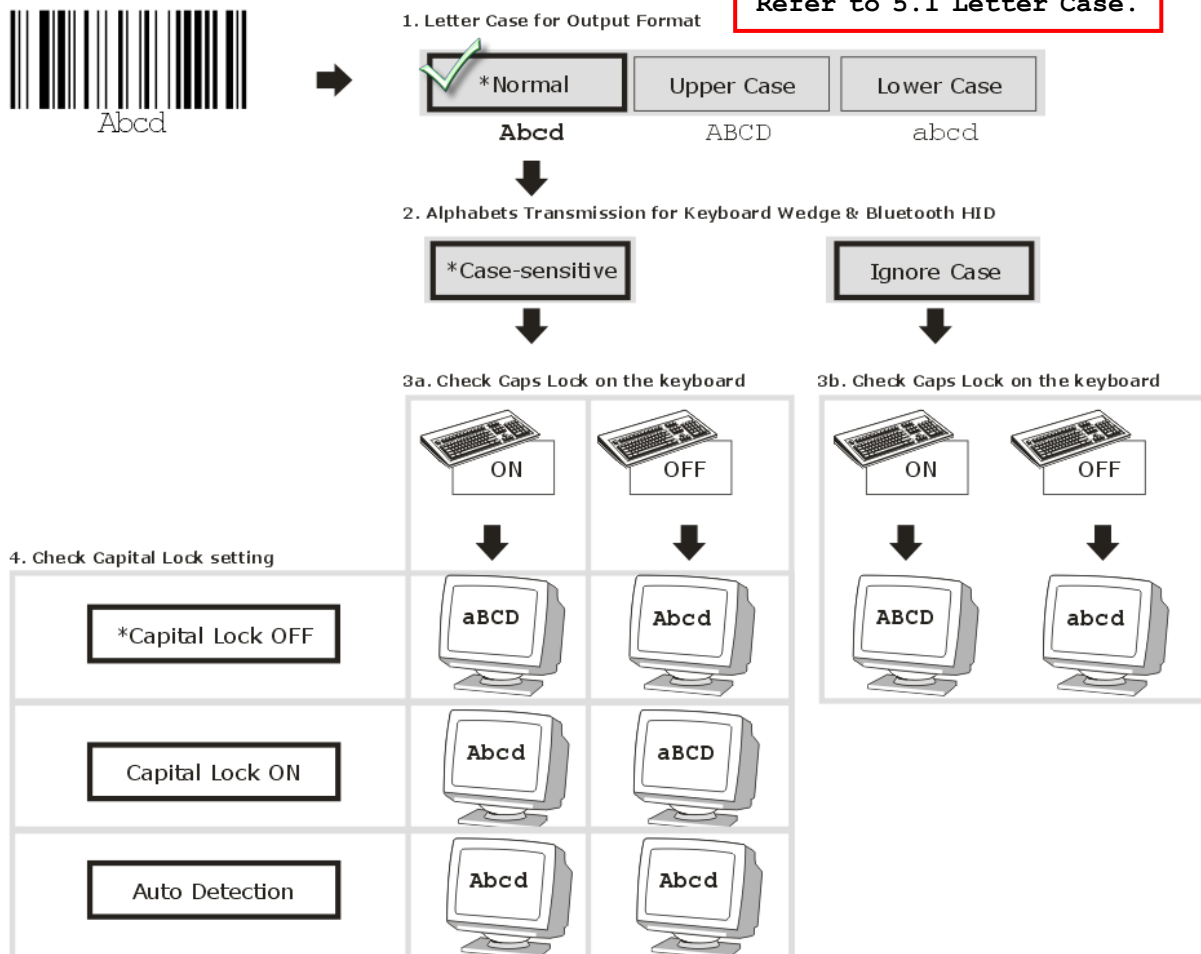 Refer to 5.1 Letter Case.
1. Letter Case for Output Format
Abcd
*Normal
Upper Case
Lower Case
Abcd
ABCD
abcd
2. Alphabets Transmission for Keyboard Wedge & Bluetooth HID
*Case-sensitive
Ignore Case
3a. Check Caps Lock on the keyboard
3b. Check Caps Lock on the keyboard
ON
OFF
ON
OFF
4. Check Capital Lock setting
*Capital Lock OFF
aBCD
Abcd
ABCD
abcd
Capital Lock ON
Abcd
aBCD
Auto Detection
Abcd
Abcd